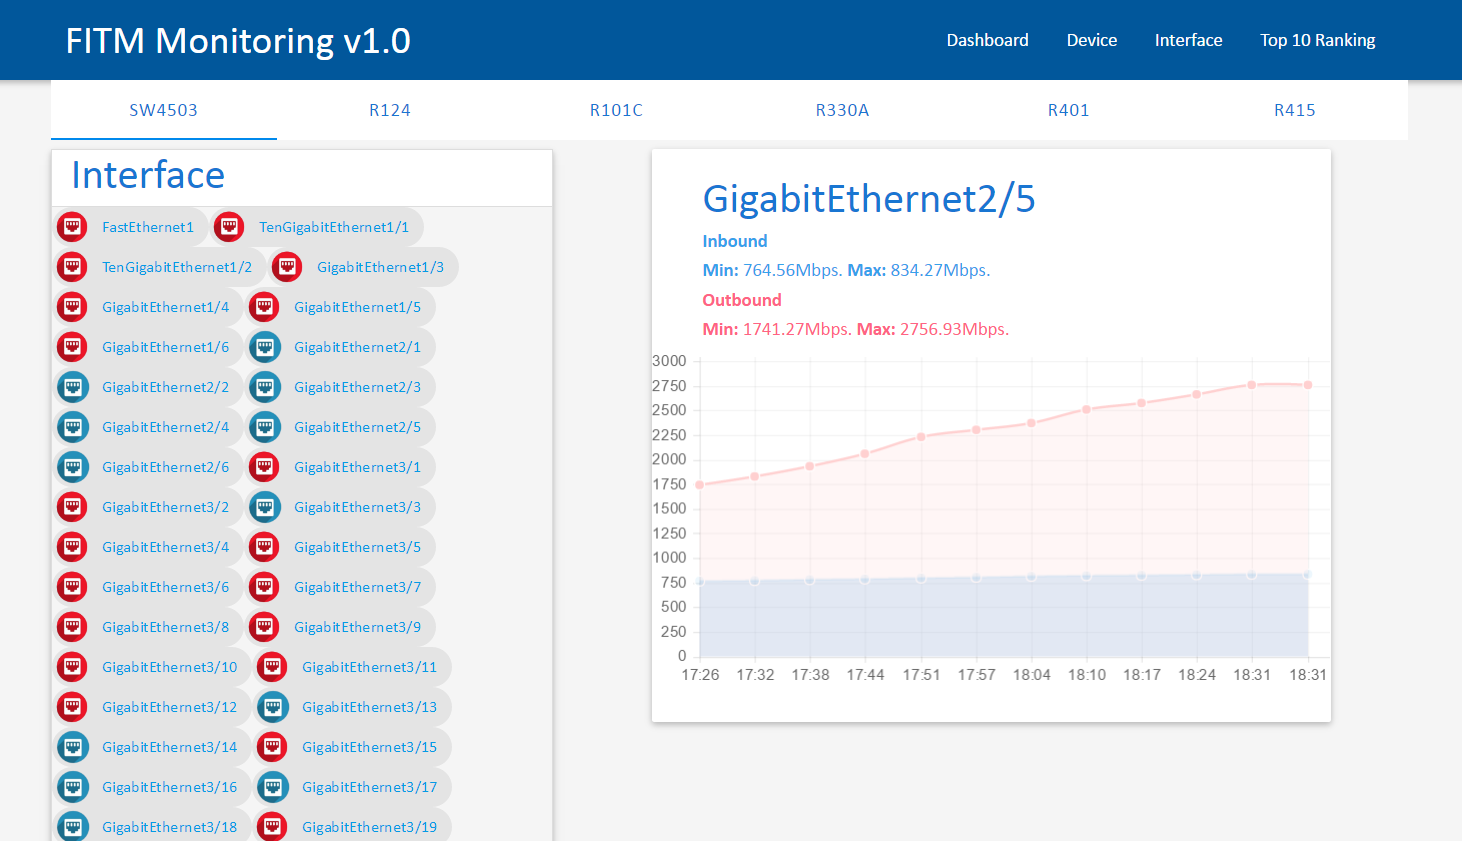 FITM Monitoring v1.0
Dashboard Device Interface Top 10 Ranking
SW4503 R124 R101C R330A R401 R415
Interface
FastEthernet1 TenGigabitEthernet1/1
TenGigabitEthernet1/2 GigabitEthernet1/3
GigabitEthernet1/4 GigabitEthernet1/5
GigabitEthernet1/6 GigabitEthernet2/1
GigabitEthernet2/2 GigabitEthernet2/3
GigabitEthernet2/4 GigabitEthernet2/5
GigabitEthernet2/6 GigabitEthernet3/1
GigabitEthernet3/2 GigabitEthernet3/3
GigabitEthernet3/4 GigabitEthernet3/5
GigabitEthernet3/6 GigabitEthernet3/7
GigabitEthernet3/8 GigabitEthernet3/9
GigabitEthernet3/10 GigabitEthernet3/11
GigabitEthernet3/12 GigabitEthernet3/13
GigabitEthernet3/14 GigabitEthernet3/15
GigabitEthernet3/16 GigabitEthernet3/17
GigabitEthernet3/18 GigabitEthernet3/19
GigabitEthernet2/5
Inbound
Min: 764.56Mbps. Max: 834.27Mbps.
Outbound
Min: 1741.27Mbps. Max: 2756.93Mbps.
3000
2750
2500
2250
2000
1750
1500
1250
1000
750
500
250
0
17:26 17:32 17:38 17:44 17:51 17:57 18:04 18:10 18:17 18:24 18:31 18:31